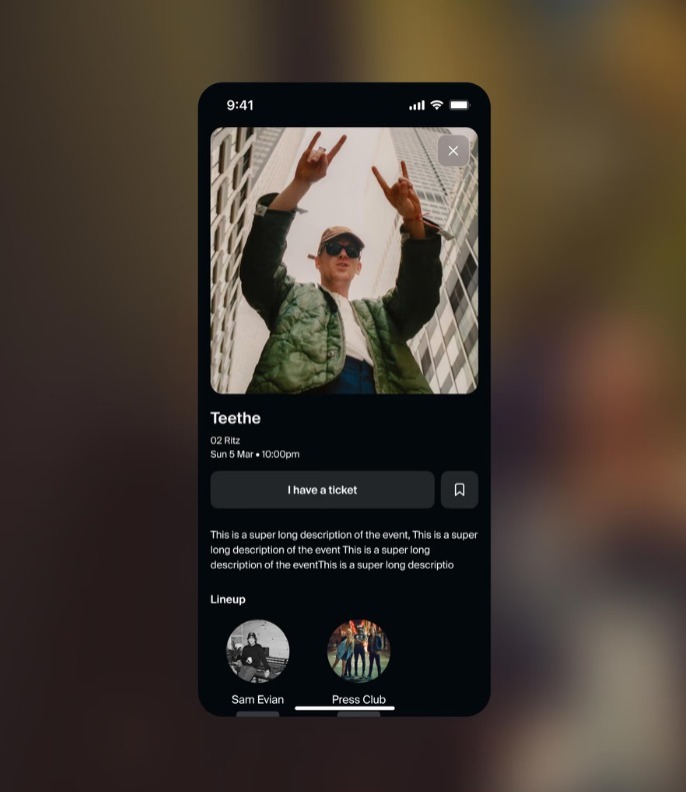 9:41
Teethe
02 Ritz
Sun 5 Mar • 10:00pm
I have a ticket
This is a super long description of the event, This is a super
long description of the event This is a super long
description of the eventThis is a super long descriptio
Lineup
Sam Evian Press Club